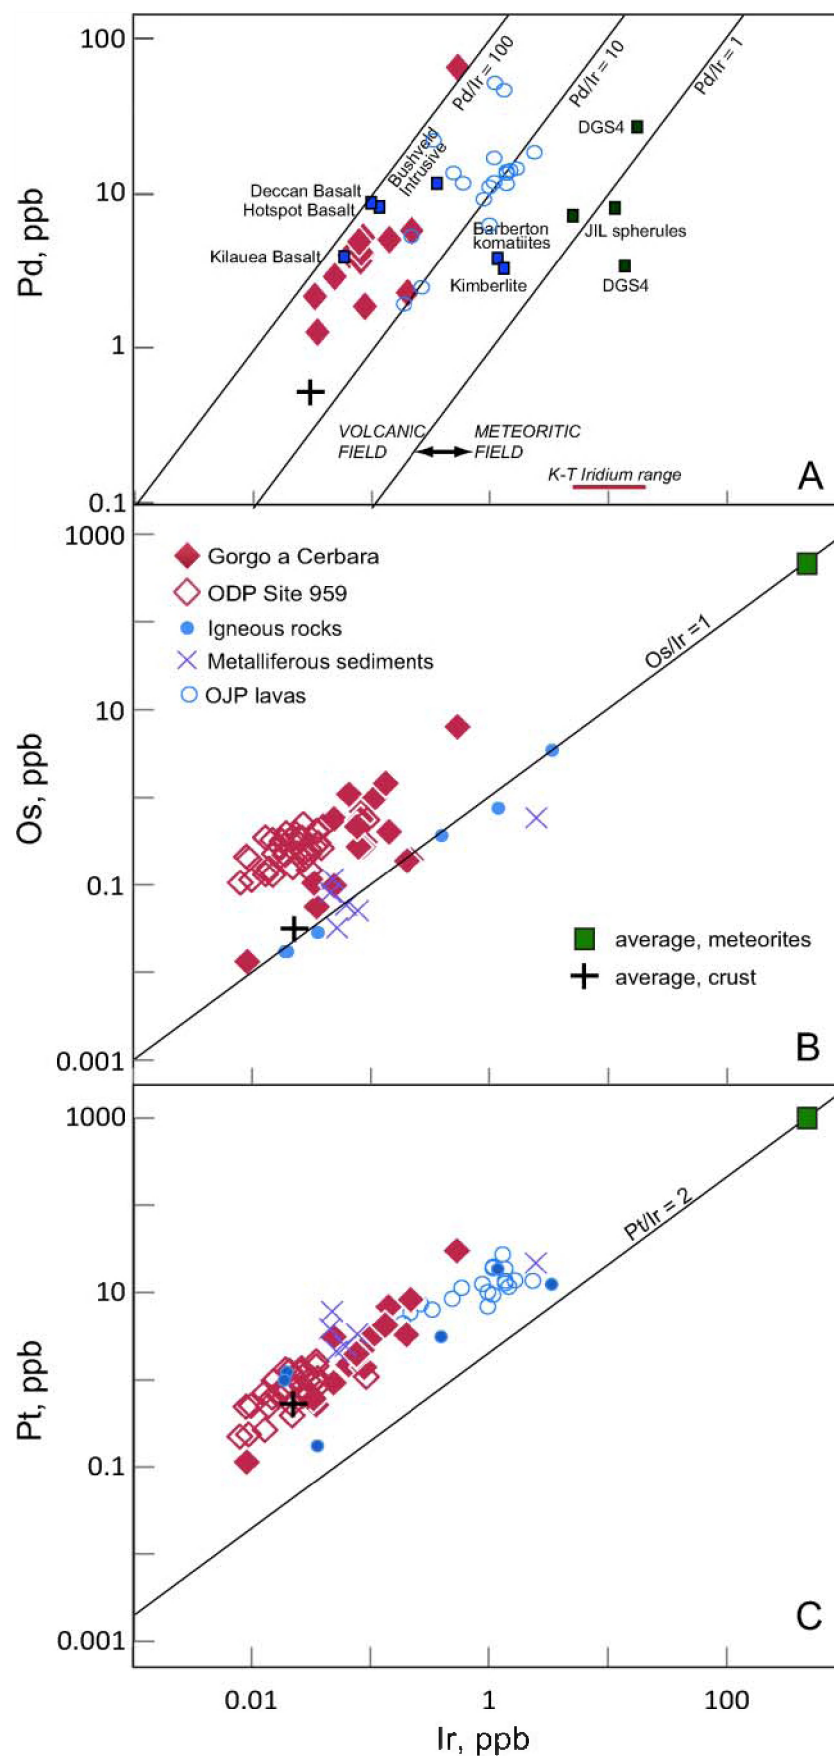 100
10
1
0.1
Pd, ppb
Pd/Ir = 100
Pd/Ir = 10
Pd/Ir = 1
Bushveld
Intrusive
DGS4
Deccan Basalt
Hotspot Basalt
Kilauea Basalt
Barberton
komatiites
JIL spherules
Kimberlite
DGS4
VOLCANIC
FIELD
METEORITIC
FIELD
K-T Iridium range
A
1000
10
0.1
0.001
Os, ppb
Gorgo a Cerbara
ODP Site 959
Igneous rocks
Metalliferous sediments
OJP lavas
Os/Ir =1
average, meteorites
average, crust
B
1000
10
0.1
0.001
Pt, ppb
Pt/Ir = 2
C
0.01
1
100
Ir, ppb